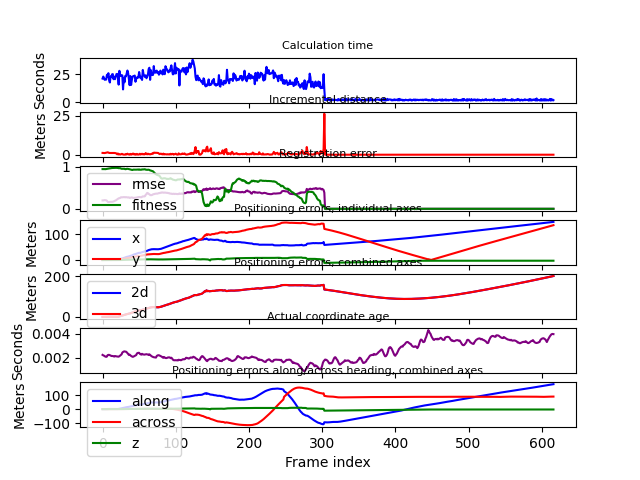 Calculation time
25
0
Seconds
Incremental distance
25
0
Meters
Registration error
1
0
rmse
fitness
Positioning errors, individual axes
100
0
Meters
x
y
Positioning errors, combined axes
200
0
Meters
2d
3d
Actual coordinate age
0.004
0.002
Seconds
Positioning errors along/across heading, combined axes
100
0
−100
Meters
along
across
z
0 100 200 300 400 500 600
Frame index